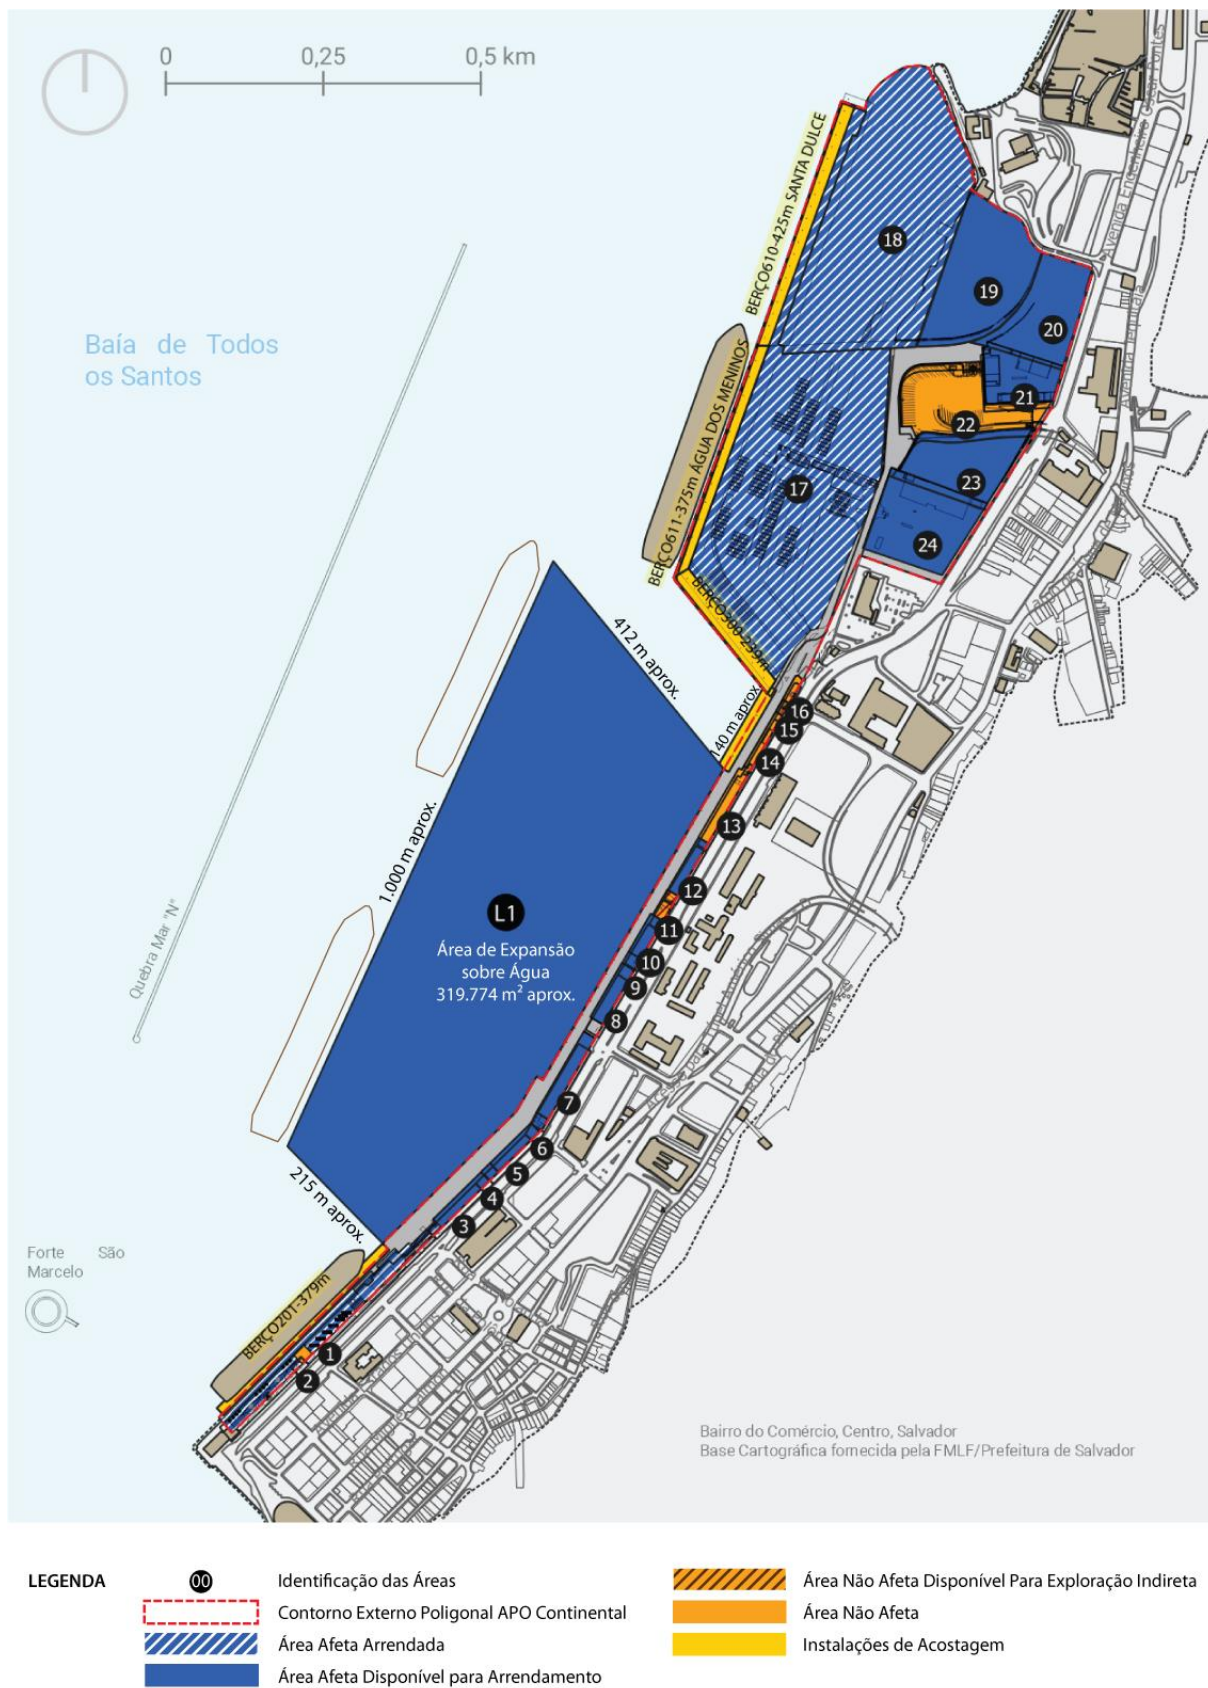 0
0,25
0,5 km
Avenida Engenheiro Oscar Pontes
BERÇO610-425m SANTA DULCE
18
19
20
Baía de Todos
os Santos
BERÇO611-375m ÁGUA DOS MENINOS
21
22
23
17
24
BERÇO300-239m
412 m aprox.
140 m aprox
16
15
14
13
1.000 m aprox.
12
L1
Área de Expansão
sobre Água
319.774 m² aprox.
11
10
9
8
Quebra Mar "N"
7
6
5
4
3
215 m aprox.
Forte São
Marcelo
BERÇO201-379m
1
2
Bairro do Comércio, Centro, Salvador
Base Cartográfica fornecida pela FMLF/Prefeitura de Salvador
LEGENDA
00
Identificação das Áreas
Contorno Externo Poligonal APO Continental
Área Afeta Arrendada
Área Afeta Disponível para Arrendamento
Área Não Afeta Disponível Para Exploração Indireta
Área Não Afeta
Instalações de Acostagem